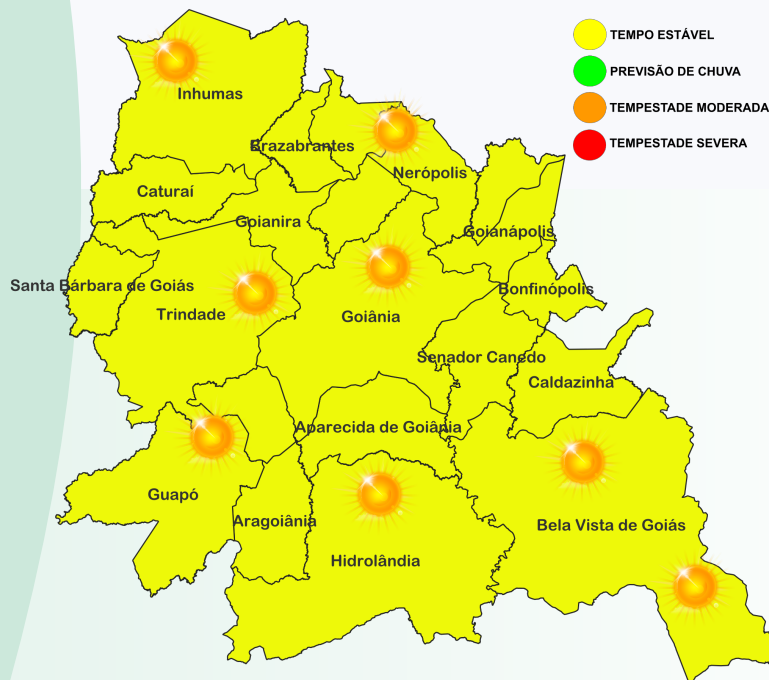 TEMPO ESTÁVEL
PREVISÃO DE CHUVA
TEMPESTADE MODERADA
TEMPESTADE SEVERA
Inhumas
Brazabrantes
Nerópolis
Caturaí
Goianira
Goianápolis
Santa Bárbara de Goiás
Bonfinópolis
Trindade
Goiânia
Senador Canedo
Caldazinha
Aparecida de Goiânia
Guapó
Aragoiânia
Bela Vista de Goiás
Hidrolândia